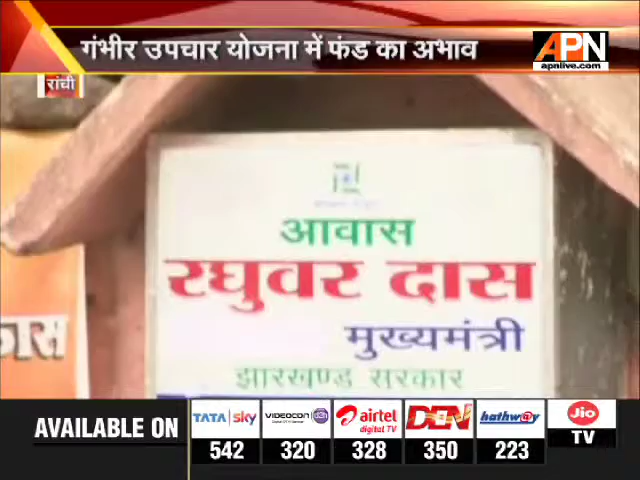 गंभीर उपचार योजना में फंड का अभाव
APN
apnlive.com
रांची
आवास
रघुवर दास
मुख्यमंत्री
झारखण्ड सरकार
कास
AVAILABLE ON
TATA sky
VIDEOCON d2h
airtel digital TV
DEN
hathw@y
Jio
TV
542
320
328
350
223